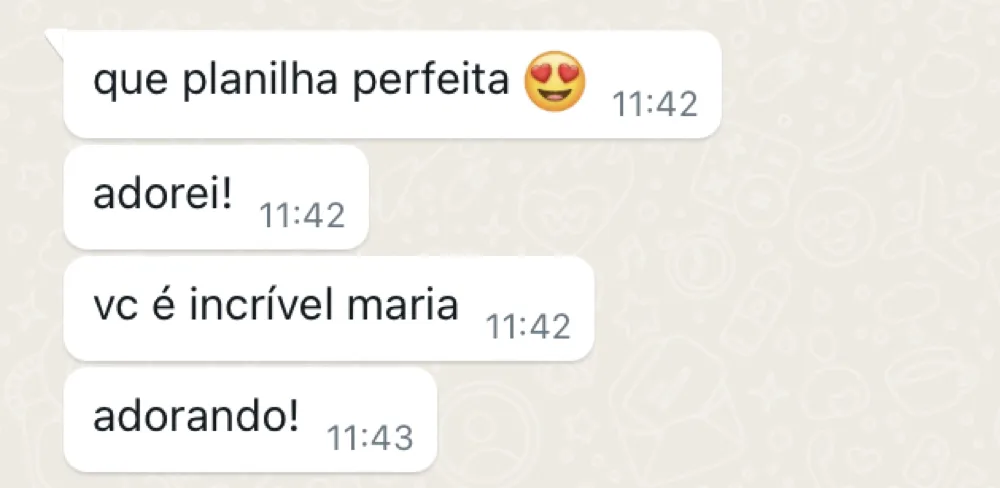 que planilha perfeita 😍 11:42
adorei! 11:42
vc é incrível maria 11:42
adorando! 11:43